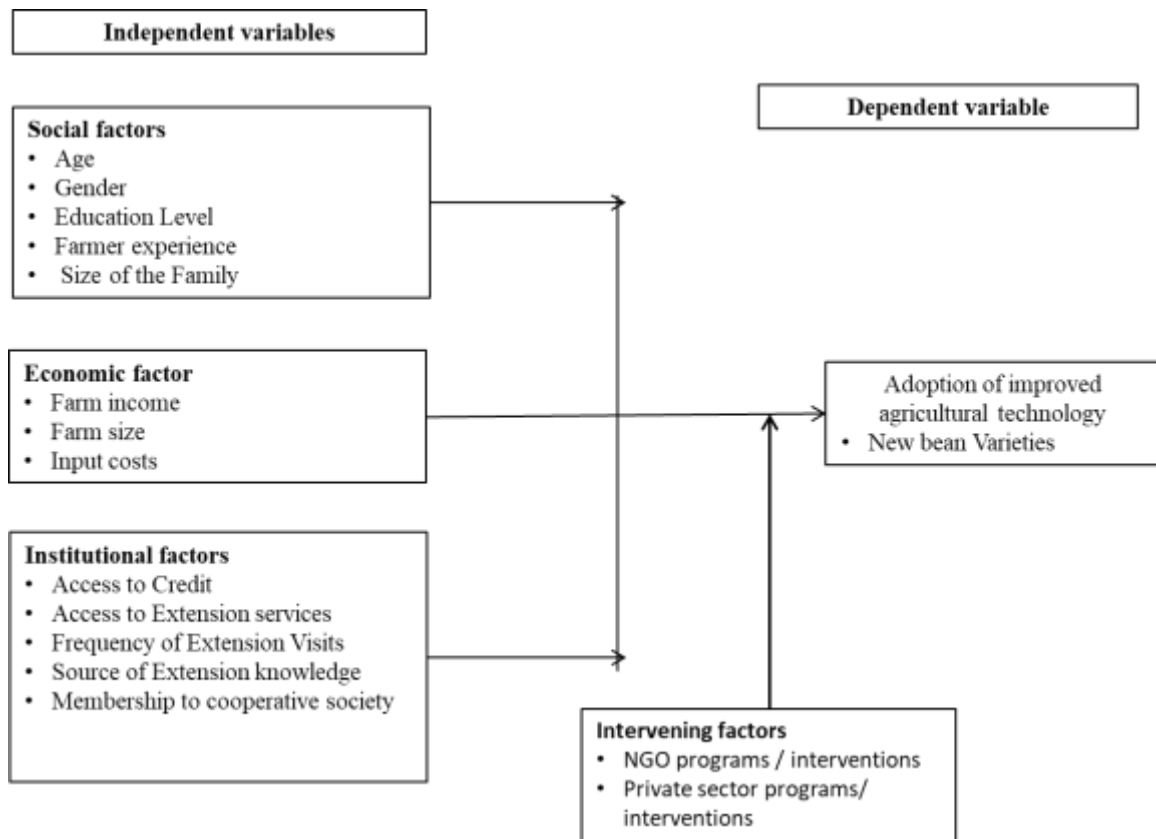 Independent variables
Dependent variable
Social factors
• Age
• Gender
• Education Level
• Farmer experience
• Size of the Family
Economic factor
• Farm income
• Farm size
• Input costs
Adoption of improved
agricultural technology
• New bean Varieties
Institutional factors
• Access to Credit
• Access to Extension services
• Frequency of Extension Visits
• Source of Extension knowledge
• Membership to cooperative society
Intervening factors
• NGO programs / interventions
• Private sector programs/
interventions